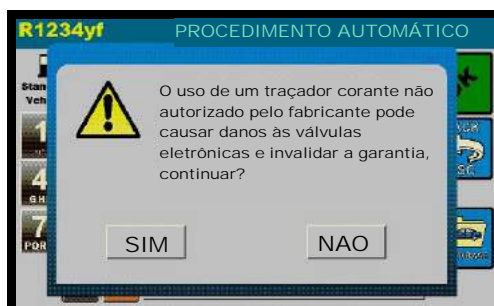 R1234yf PROCEDIMENTO AUTOMÁTICO
O uso de um traçador corante não
autorizado pelo fabricante pode
causar danos às válvulas
eletrônicas e invalidar a garantia,
continuar?
SIM NAO